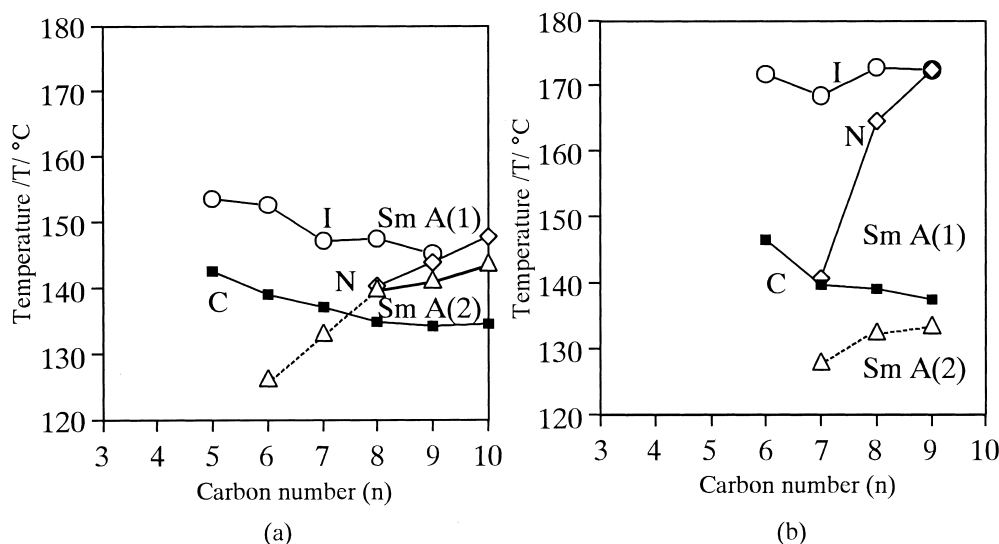 180
170
160
150
140
130
120
Temperature /T/ °C
I
Sm A(1)
N
C
Sm A(2)
3 4 5 6 7 8 9 10
Carbon number (n)
(a)
180
170
160
150
140
130
120
Temperature /T/ °C
I
N
Sm A(1)
C
Sm A(2)
3 4 5 6 7 8 9 10
Carbon number (n)
(b)